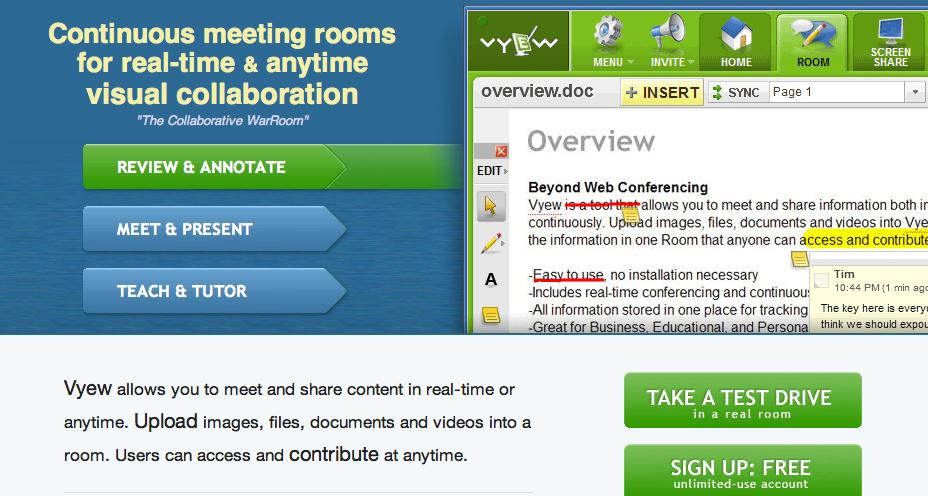 Continuous meeting rooms
for real-time & anytime
visual collaboration
"The Collaborative WarRoom"
REVIEW & ANNOTATE
MEET & PRESENT
TEACH & TUTOR
VYEW
MENU
INVITE
HOME
ROOM
SCREEN
SHARE
overview.doc
+ INSERT
SYNC
Page 1
EDIT
A
Overview
Beyond Web Conferencing
Vyew is a tool that allows you to meet and share information both in
continuously. Upload images, files, documents and videos into Vye
the information in one Room that anyone can access and contribute
-Easy to use, no installation necessary
-Includes real-time conferencing and continuou
-All information stored in one place for tracking
-Great for Business, Educational, and Persona
Tim
10:44 PM (1 min ago
The key here is everyo
think we should expou
Vyew allows you to meet and share content in real-time or
anytime. Upload images, files, documents and videos into a
room. Users can access and contribute at anytime.
TAKE A TEST DRIVE
in a real room
SIGN UP: FREE
unlimited-use account